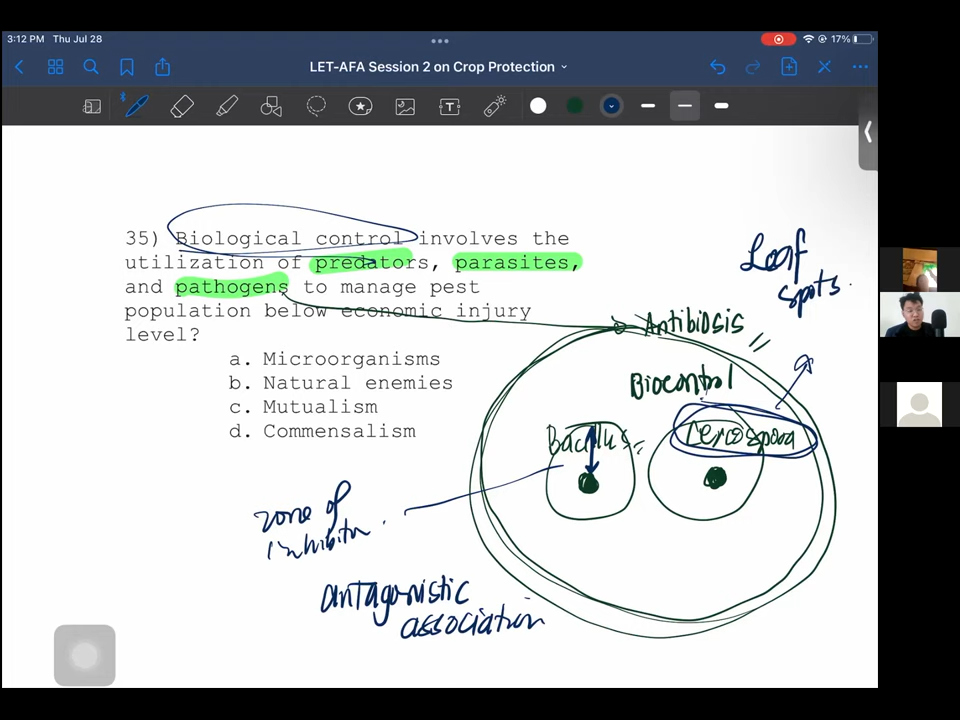 3:12 PM Thu Jul 28
17%
LET-AFA Session 2 on Crop Protection
35) Biological control involves the
utilization of predators, parasites,
and pathogens to manage pest
population below economic injury
level?
a. Microorganisms
b. Natural enemies
c. Mutualism
d. Commensalism
Leaf
spots
Antibiosis
Biocontrol
Bacillus
Cercospora
zone of
antagonistic
association